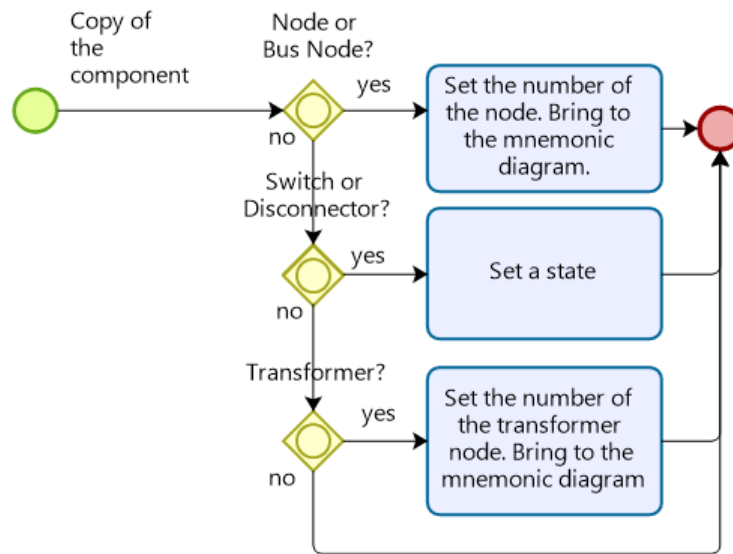 Copy of
the
component
Node or
Bus Node?
yes
Set the number of
the node. Bring to
the mnemonic
diagram.
no
Switch or
Disconnector?
yes
Set a state
no
Transformer?
yes
Set the number of
the transformer
node. Bring to the
mnemonic diagram
no